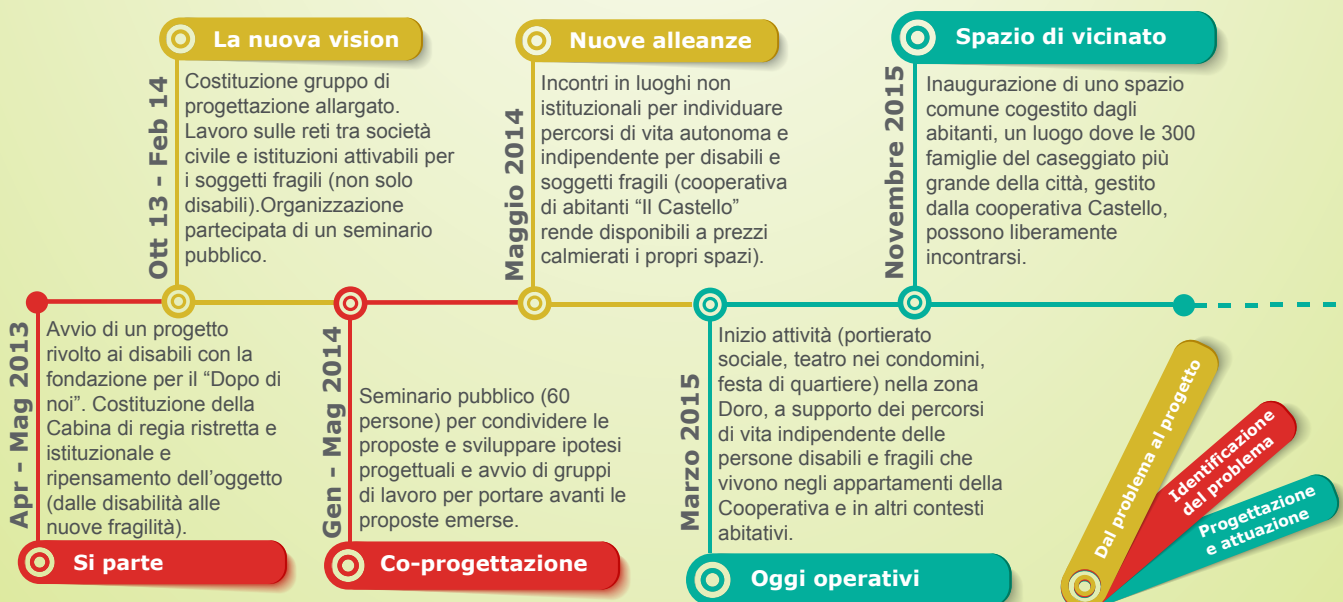 La nuova vision
Ott 13 - Feb 14
Costituzione gruppo di
progettazione allargato.
Lavoro sulle reti tra società
civile e istituzioni attivabili per
i soggetti fragili (non solo
disabili).Organizzazione
partecipata di un seminario
pubblico.
Nuove alleanze
Maggio 2014
Incontri in luoghi non
istituzionali per individuare
percorsi di vita autonoma e
indipendente per disabili e
soggetti fragili (cooperativa
di abitanti “Il Castello”
rende disponibili a prezzi
calmierati i propri spazi).
Spazio di vicinato
Novembre 2015
Inaugurazione di uno spazio
comune cogestito dagli
abitanti, un luogo dove le 300
famiglie del caseggiato più
grande della città, gestito
dalla cooperativa Castello,
possono liberamente
incontrarsi.
Apr - Mag 2013
Avvio di un progetto
rivolto ai disabili con la
fondazione per il “Dopo di
noi”. Costituzione della
Cabina di regia ristretta e
istituzionale e
ripensamento dell’oggetto
(dalle disabilità alle
nuove fragilità).
Si parte
Gen - Mag 2014
Seminario pubblico (60
persone) per condividere le
proposte e sviluppare ipotesi
progettuali e avvio di gruppi
di lavoro per portare avanti le
proposte emerse.
Co-progettazione
Marzo 2015
Inizio attività (portierato
sociale, teatro nei condomini,
festa di quartiere) nella zona
Doro, a supporto dei percorsi
di vita indipendente delle
persone disabili e fragili che
vivono negli appartamenti della
Cooperativa e in altri contesti
abitativi.
Oggi operativi
Dal problema al progetto
Identificazione
del problema
Progettazione
e attuazione